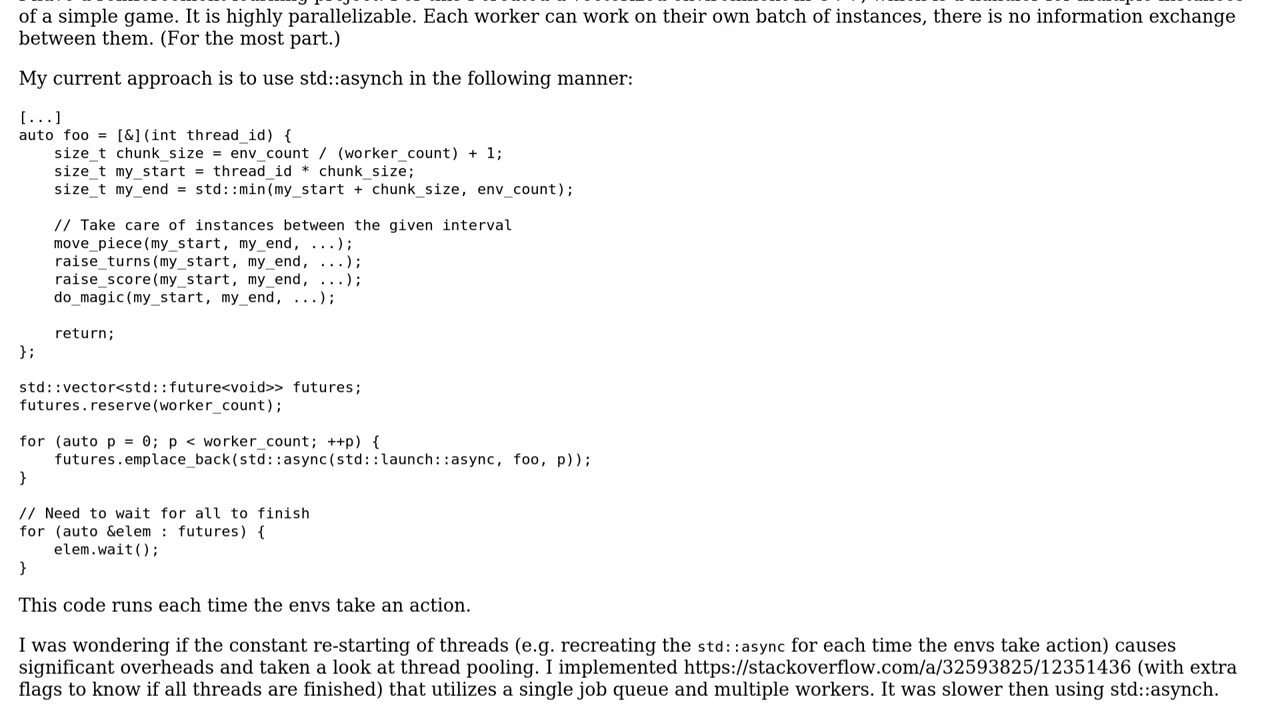 of a simple game. It is highly parallelizable. Each worker can work on their own batch of instances, there is no information exchange
between them. (For the most part.)
My current approach is to use std::asynch in the following manner:
[...]
auto foo = [&](int thread_id) {
    size_t chunk_size = env_count / (worker_count) + 1;
    size_t my_start = thread_id * chunk_size;
    size_t my_end = std::min(my_start + chunk_size, env_count);
    // Take care of instances between the given interval
    move_piece(my_start, my_end, ...);
    raise_turns(my_start, my_end, ...);
    raise_score(my_start, my_end, ...);
    do_magic(my_start, my_end, ...);
    return;
};
std::vector<std::future<void>> futures;
futures.reserve(worker_count);
for (auto p = 0; p < worker_count; ++p) {
    futures.emplace_back(std::async(std::launch::async, foo, p));
}
// Need to wait for all to finish
for (auto &elem : futures) {
    elem.wait();
}
This code runs each time the envs take an action.
I was wondering if the constant re-starting of threads (e.g. recreating the std::async for each time the envs take action) causes
significant overheads and taken a look at thread pooling. I implemented https://stackoverflow.com/a/32593825/12351436 (with extra
flags to know if all threads are finished) that utilizes a single job queue and multiple workers. It was slower then using std::asynch.